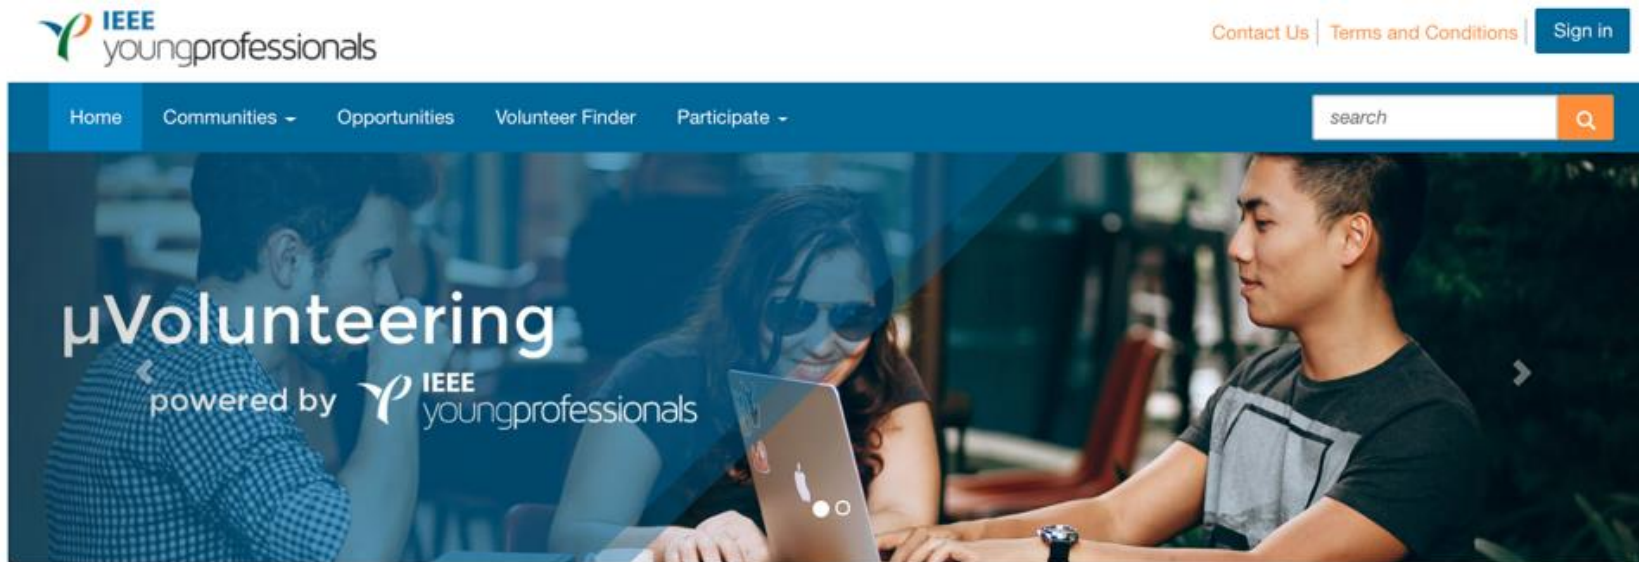 IEEE
youngprofessionals
Contact Us
Terms and Conditions
Sign in
Home
Communities
Opportunities
Volunteer Finder
Participate
search
µVolunteering
powered by IEEE youngprofessionals